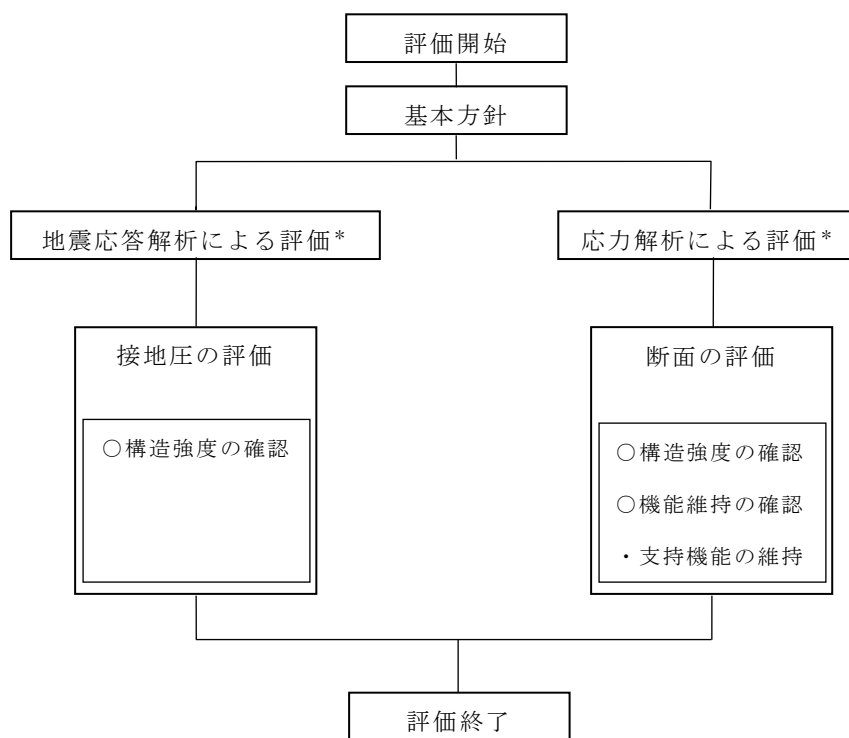 評価開始
基本方針
地震応答解析による評価*
応力解析による評価*
接地圧の評価
○構造強度の確認
断面の評価
○構造強度の確認
○機能維持の確認
・支持機能の維持
評価終了